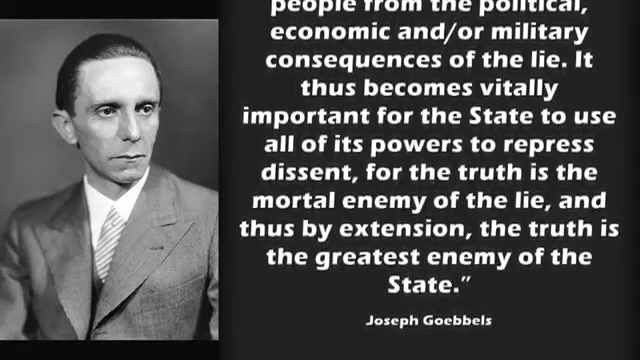 people from the political,
economic and/or military
consequences of the lie. It
thus becomes vitally
important for the State to use
all of its powers to repress
dissent, for the truth is the
mortal enemy of the lie, and
thus by extension, the truth is
the greatest enemy of the
State.”
Joseph Goebbels